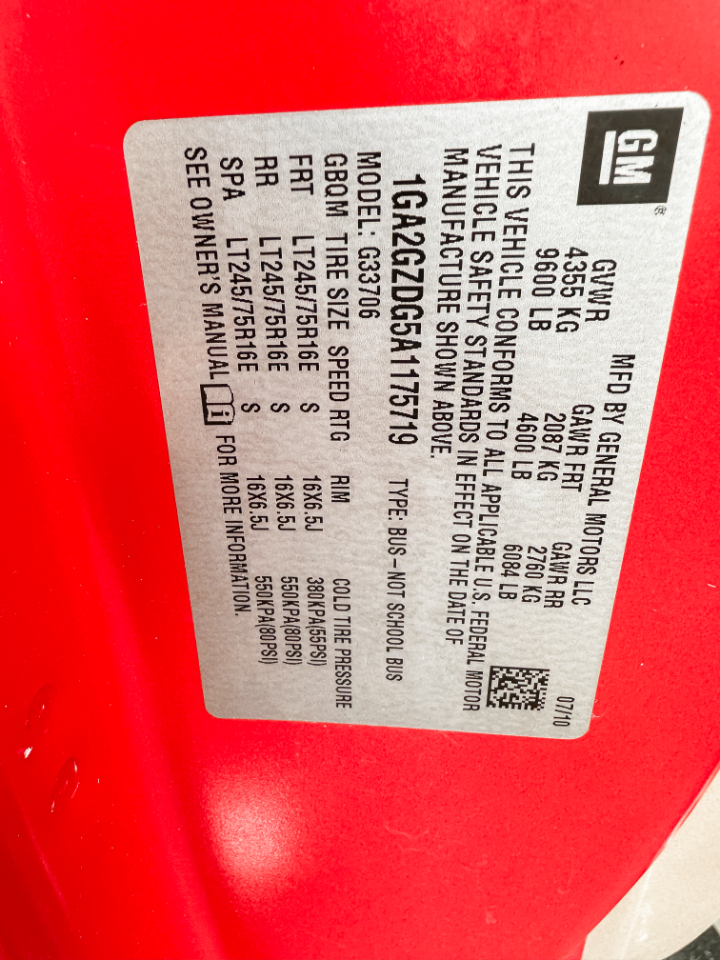 GM®
MFD BY GENERAL MOTORS LLC 07/10
GVWR GAWR FRT GAWR RR
4355 KG 2087 KG 2760 KG
9600 LB 4600 LB 6084 LB
THIS VEHICLE CONFORMS TO ALL APPLICABLE U.S. FEDERAL MOTOR
VEHICLE SAFETY STANDARDS IN EFFECT ON THE DATE OF
MANUFACTURE SHOWN ABOVE.
1GA2GZDG5A1175719 TYPE: BUS-NOT SCHOOL BUS
MODEL: G33706
GBQM TIRE SIZE SPEED RTG RIM COLD TIRE PRESSURE
FRT LT245/75R16E S 16X6.5J 380KPA(55PSI)
RR LT245/75R16E S 16X6.5J 550KPA(80PSI)
SPA LT245/75R16E S 16X6.5J 550KPA(80PSI)
SEE OWNER'S MANUAL FOR MORE INFORMATION.